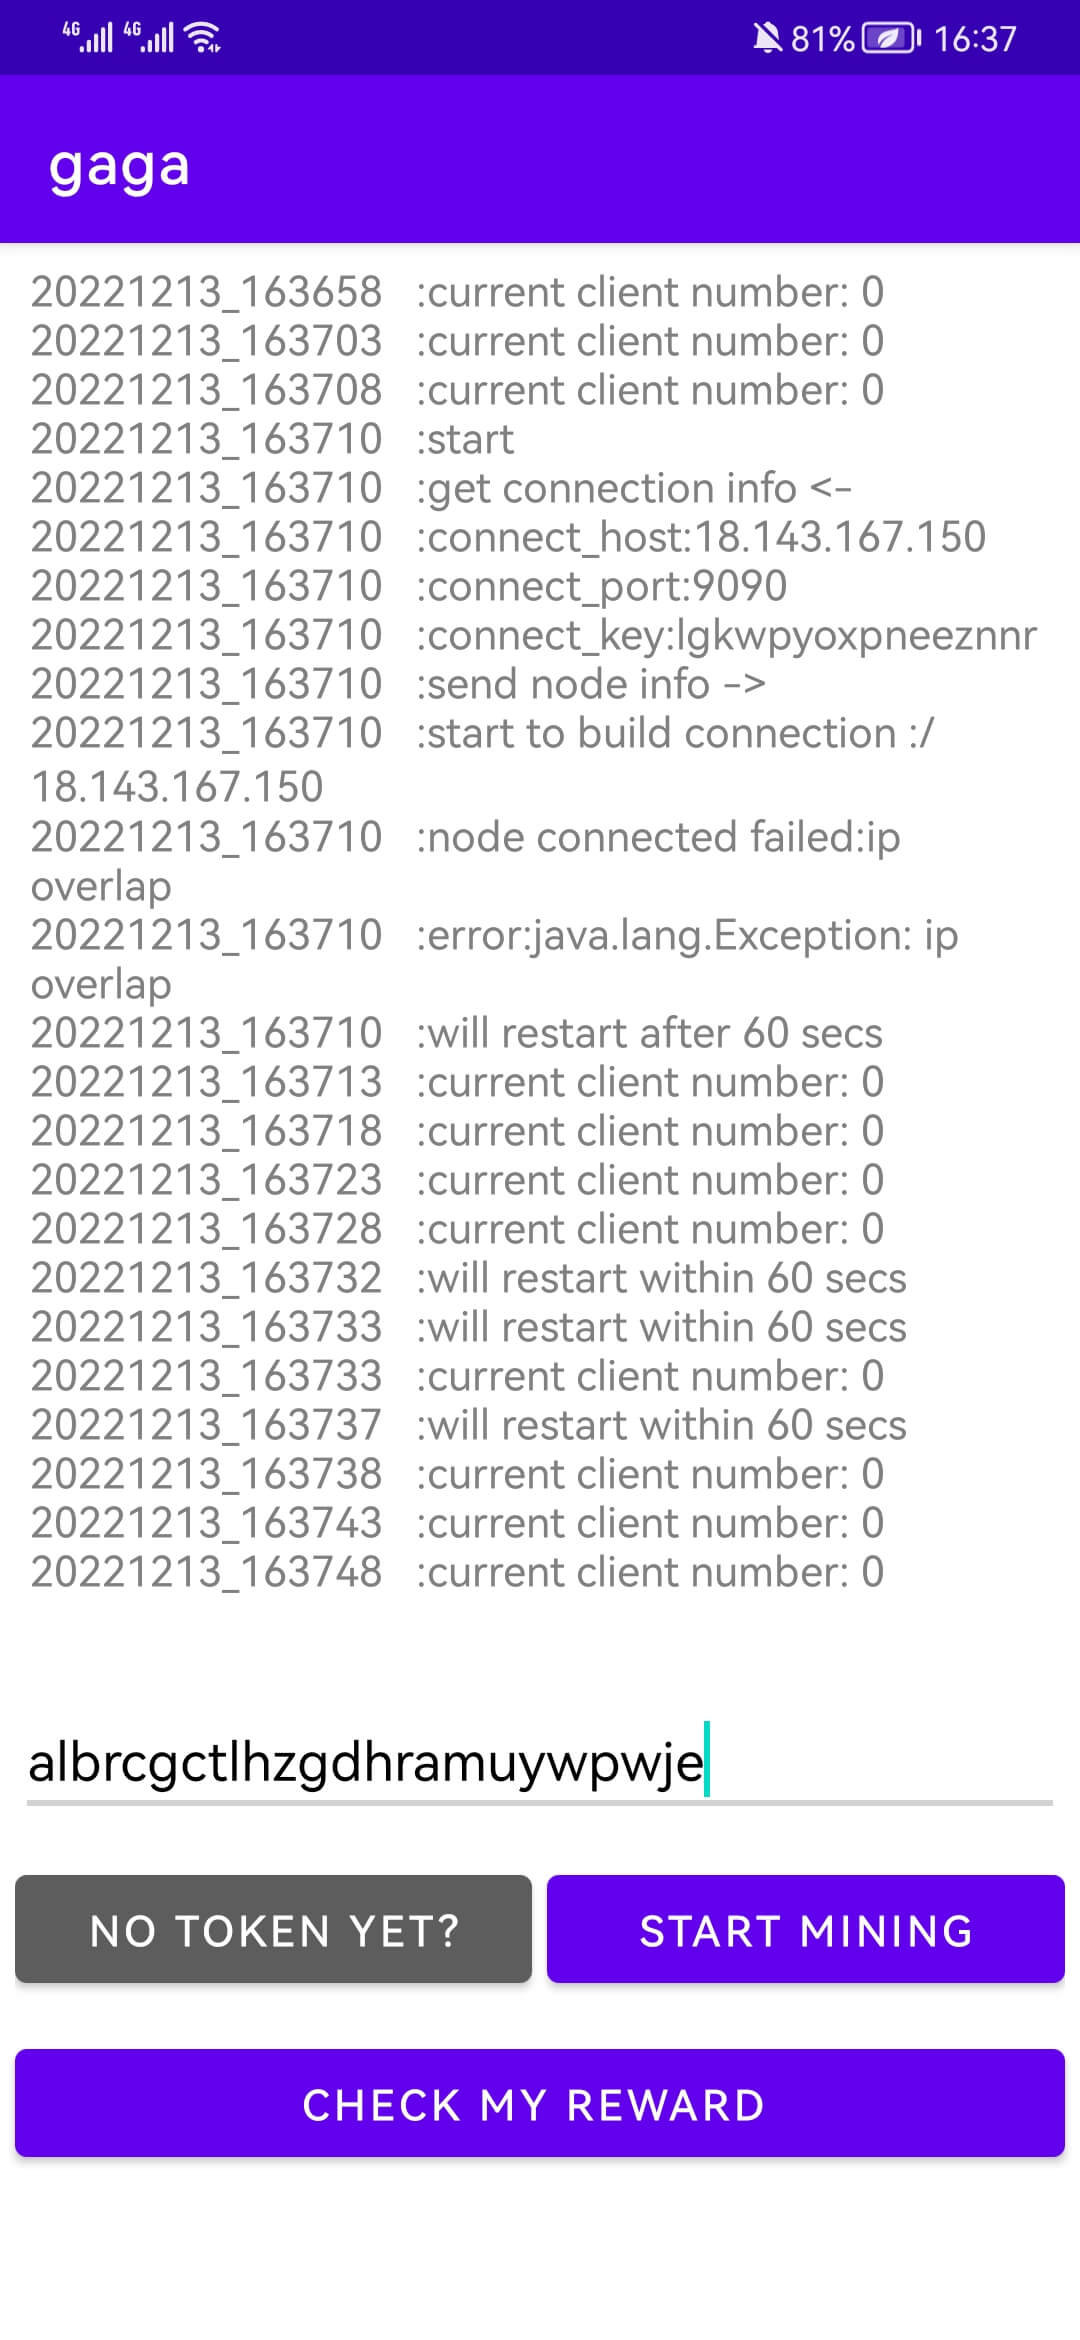 4G 4G 81% 16:37
gaga
20221213_163658 :current client number: 0
20221213_163703 :current client number: 0
20221213_163708 :current client number: 0
20221213_163710 :start
20221213_163710 :get connection info <-
20221213_163710 :connect_host:18.143.167.150
20221213_163710 :connect_port:9090
20221213_163710 :connect_key:lgkwpyoxpneeznnr
20221213_163710 :send node info ->
20221213_163710 :start to build connection :/
18.143.167.150
20221213_163710 :node connected failed:ip
overlap
20221213_163710 :error:java.lang.Exception: ip
overlap
20221213_163710 :will restart after 60 secs
20221213_163713 :current client number: 0
20221213_163718 :current client number: 0
20221213_163723 :current client number: 0
20221213_163728 :current client number: 0
20221213_163732 :will restart within 60 secs
20221213_163733 :will restart within 60 secs
20221213_163733 :current client number: 0
20221213_163737 :will restart within 60 secs
20221213_163738 :current client number: 0
20221213_163743 :current client number: 0
20221213_163748 :current client number: 0
albrcgctlhzgdhramuywpwje
NO TOKEN YET? START MINING
CHECK MY REWARD